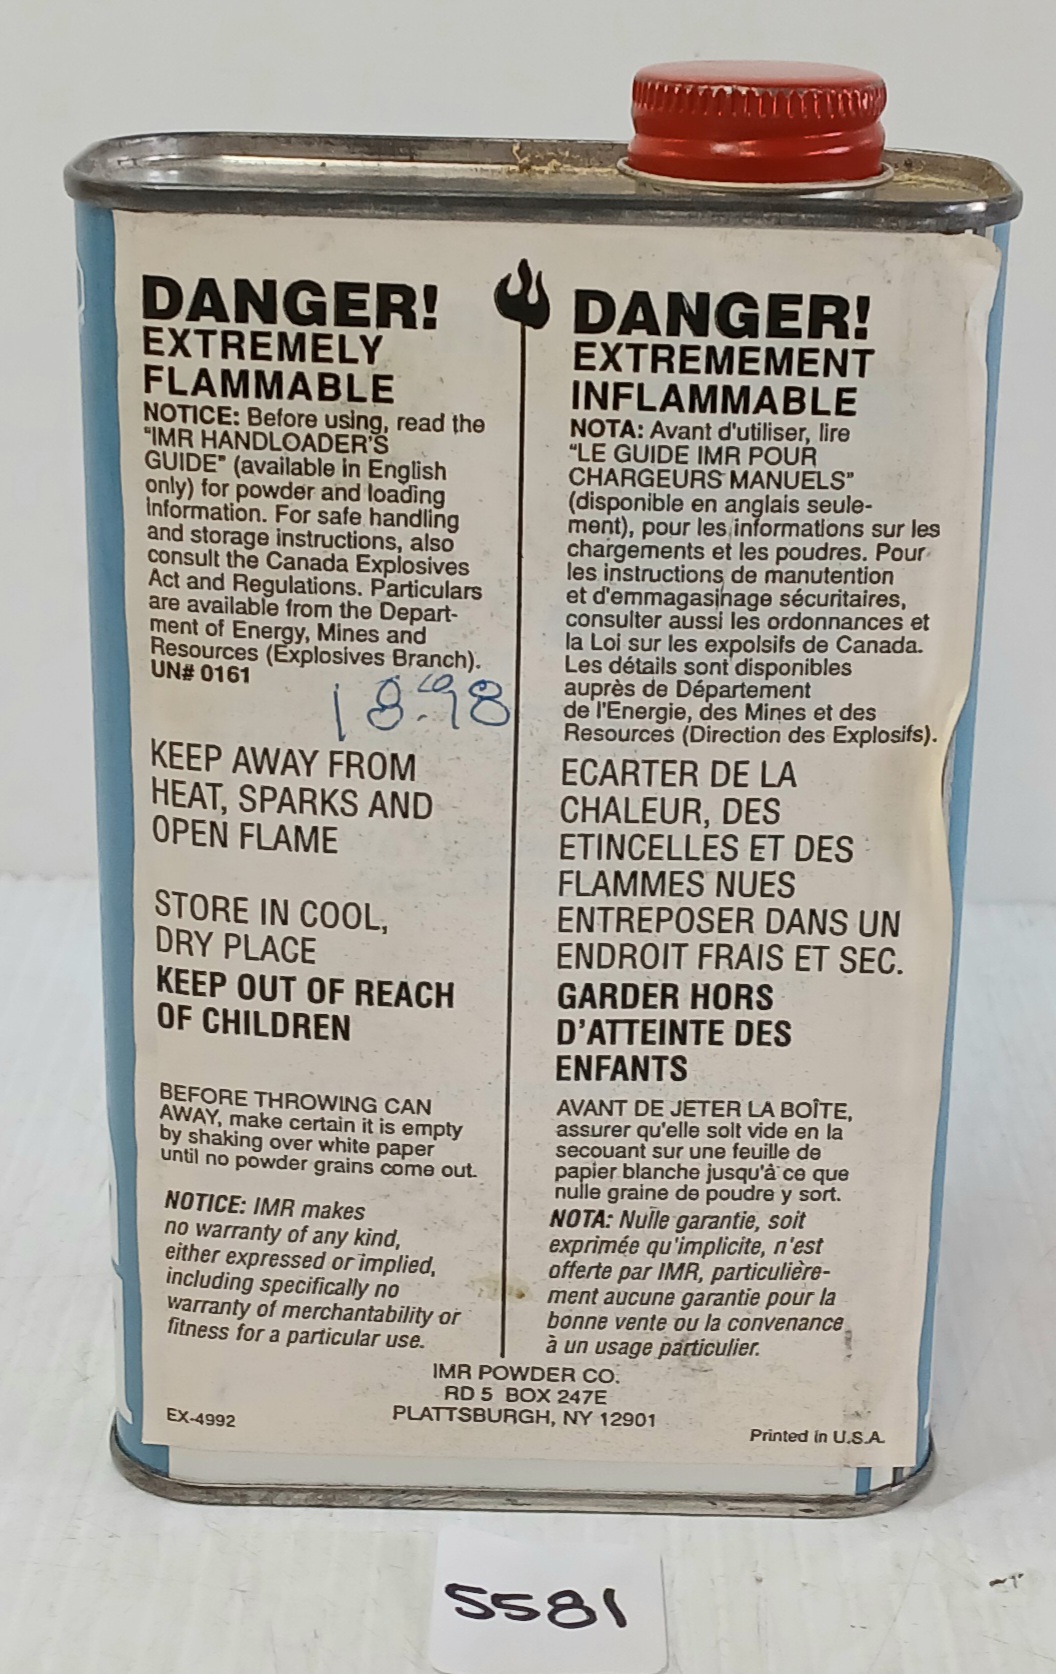 DANGER!
EXTREMELY
FLAMMABLE
NOTICE: Before using, read the
"IMR HANDLOADER'S
GUIDE" (available in English
only) for powder and loading
information. For safe handling
and storage instructions, also
consult the Canada Explosives
Act and Regulations. Particulars
are available from the Depart-
ment of Energy, Mines and
Resources (Explosives Branch).
UN# 0161
18.98
KEEP AWAY FROM
HEAT, SPARKS AND
OPEN FLAME
STORE IN COOL,
DRY PLACE
KEEP OUT OF REACH
OF CHILDREN
BEFORE THROWING CAN
AWAY, make certain it is empty
by shaking over white paper
until no powder grains come out.
NOTICE: IMR makes
no warranty of any kind,
either expressed or implied,
including specifically no
warranty of merchantability or
fitness for a particular use.
DANGER!
EXTREMEMENT
INFLAMMABLE
NOTA: Avant d'utiliser, lire
"LE GUIDE IMR POUR
CHARGEURS MANUELS"
(disponible en anglais seule-
ment), pour les informations sur les
chargements et les poudres. Pour
les instructions de manutention
et d'emmagasinage sécuritaires,
consulter aussi les ordonnances et
la Loi sur les expolsifs de Canada.
Les détails sont disponibles
auprès de Département
de l'Energie, des Mines et des
Resources (Direction des Explosifs).
ECARTER DE LA
CHALEUR, DES
ETINCELLES ET DES
FLAMMES NUES
ENTREPOSER DANS UN
ENDROIT FRAIS ET SEC.
GARDER HORS
D'ATTEINTE DES
ENFANTS
AVANT DE JETER LA BOÎTE,
assurer qu'elle soit vide en la
secouant sur une feuille de
papier blanche jusqu'à ce que
nulle graine de poudre y sort.
NOTA: Nulle garantie, soit
exprimée qu'implicite, n'est
offerte par IMR, particulière-
ment aucune garantie pour la
bonne vente ou la convenance
à un usage particulier.
IMR POWDER CO.
RD 5 BOX 247E
PLATTSBURGH, NY 12901
EX-4992
Printed in U.S.A.
5581